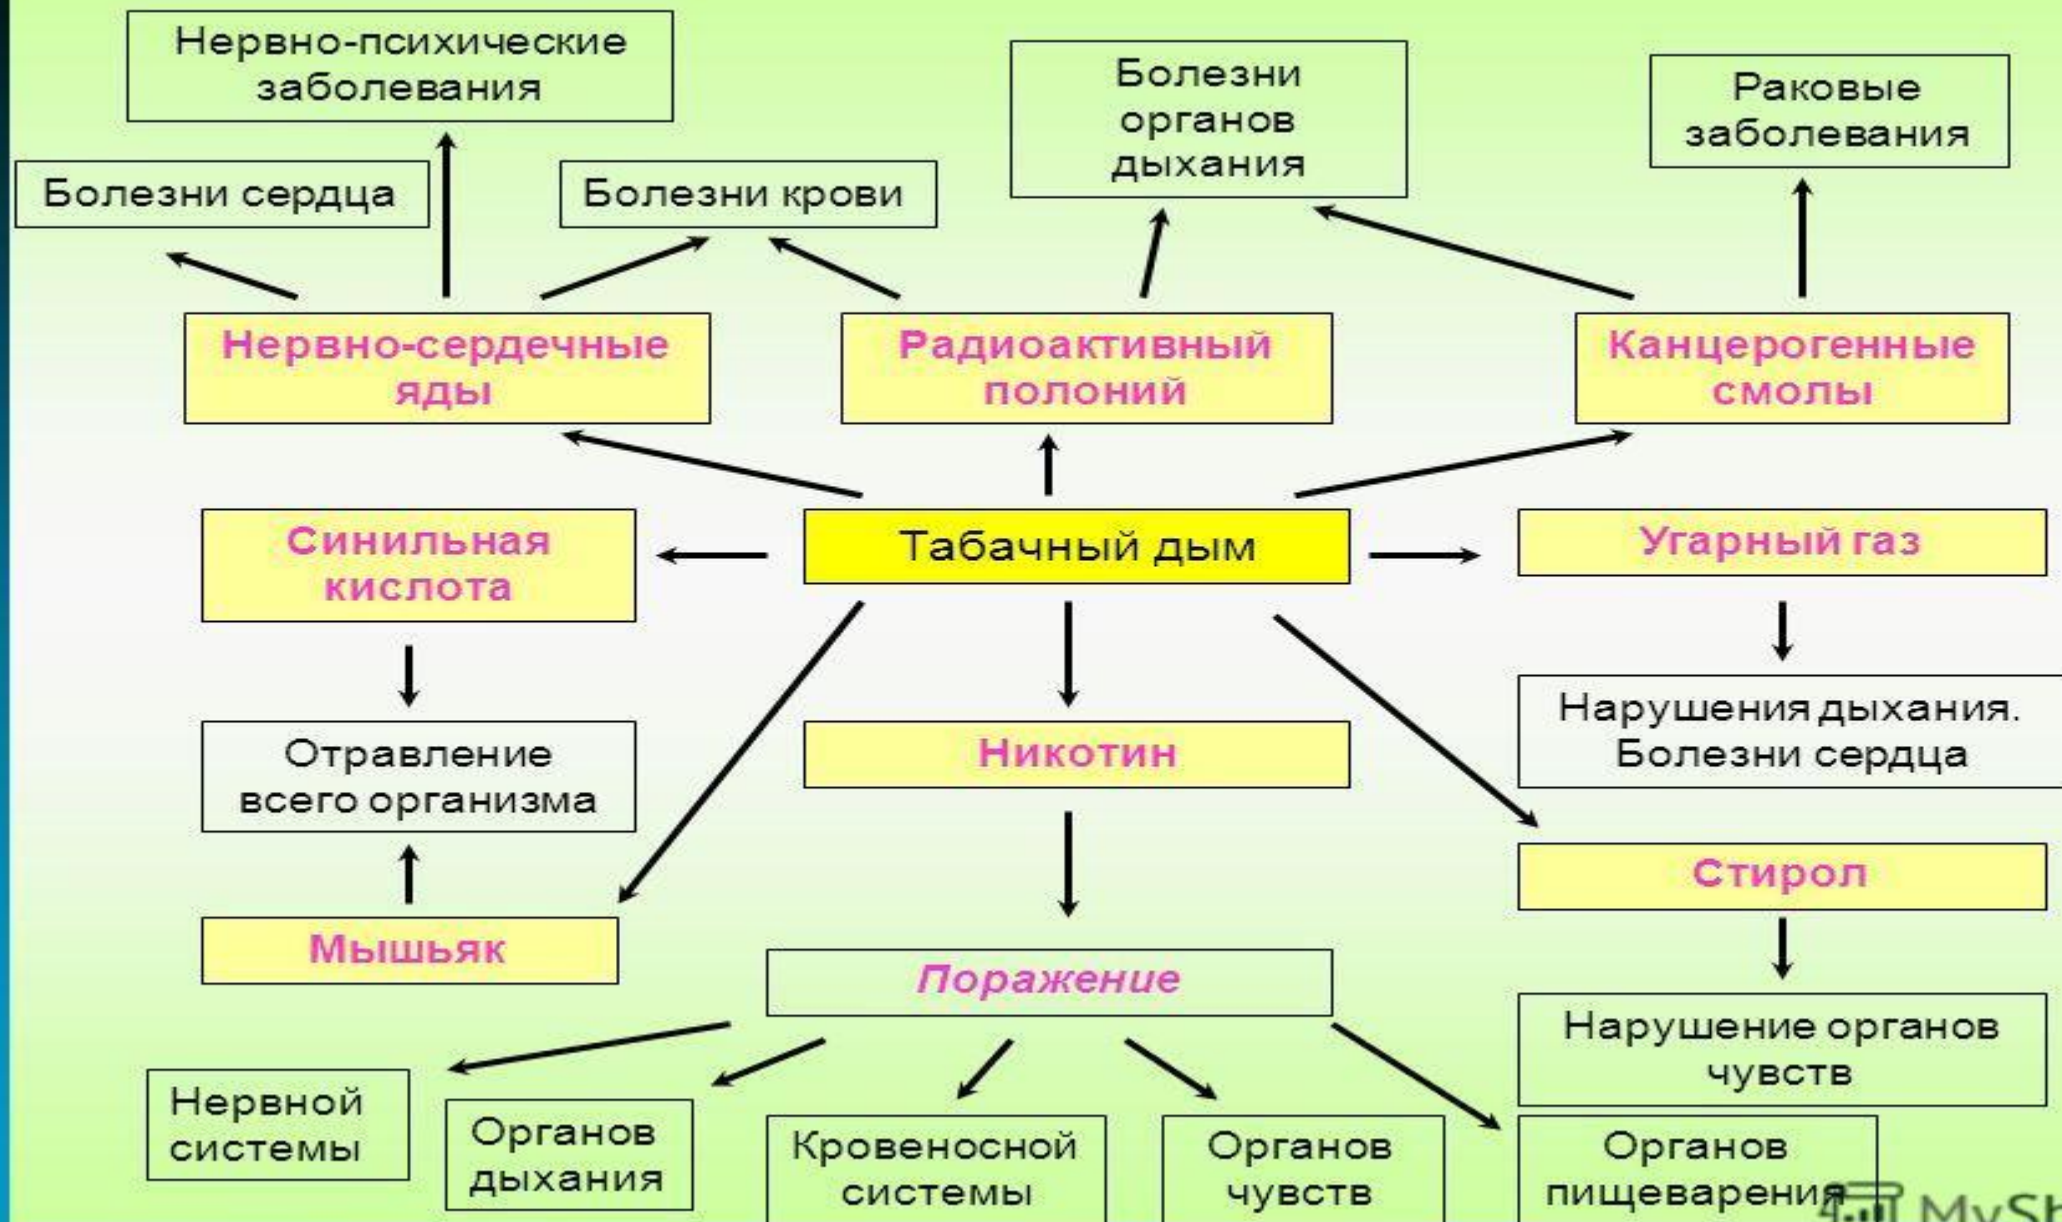 Нервно-психические
заболевания
Болезни
органов
дыхания
Раковые
заболевания
Болезни сердца
Болезни крови
Нервно-сердечные
яды
Радиоактивный
полоний
Канцерогенные
смолы
Синильная
кислота
Табачный дым
Угарный газ
Отравление
всего организма
Никотин
Нарушения дыхания.
Болезни сердца
Мышьяк
Стирол
Поражение
Нарушение органов
чувств
Нервной
системы
Органов
дыхания
Кровеносной
системы
Органов
чувств
Органов
пищеварения